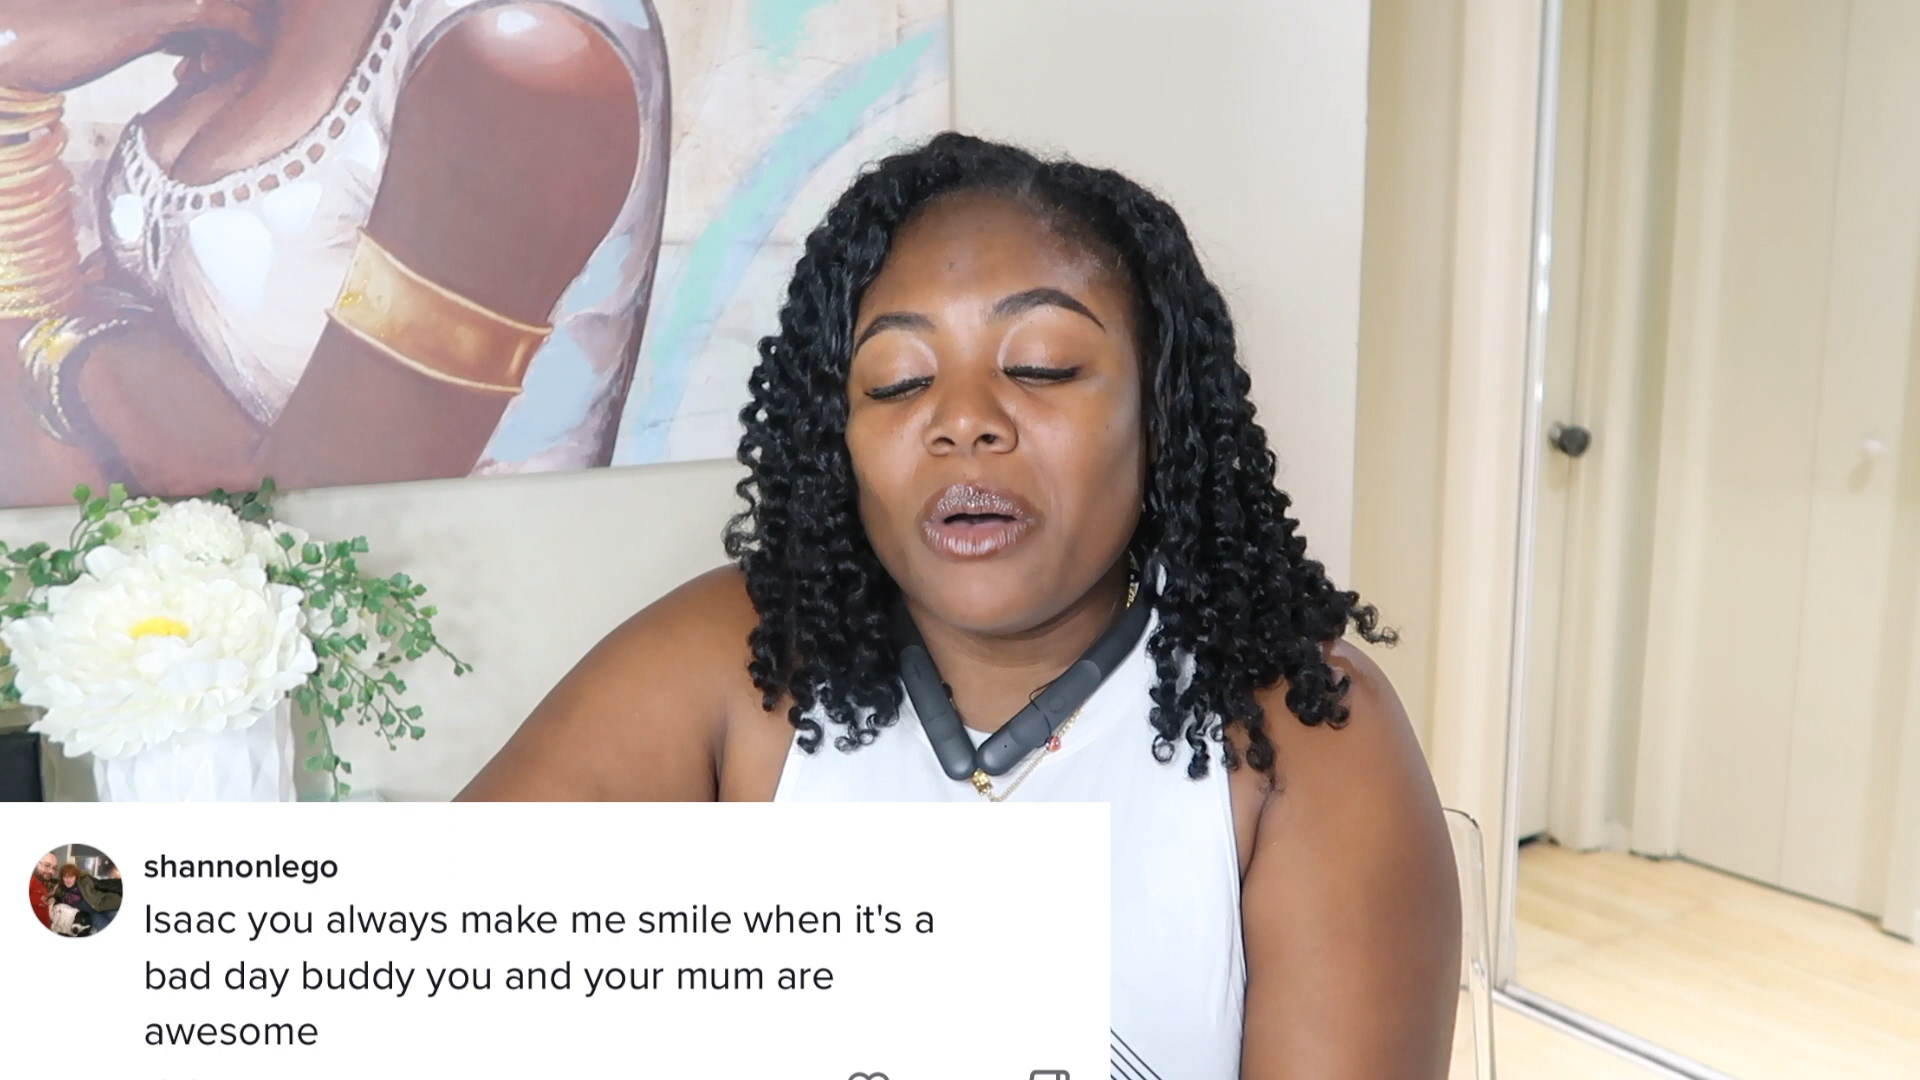 shannonlego
Isaac you always make me smile when it's a
bad day buddy you and your mum are
awesome